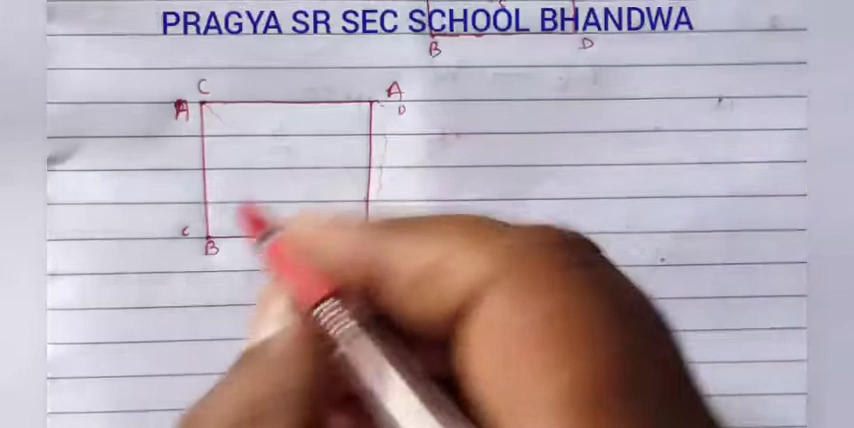 PRAGYA SR SEC SCHOOL BHANDWA
B D
C A
A D
C
B